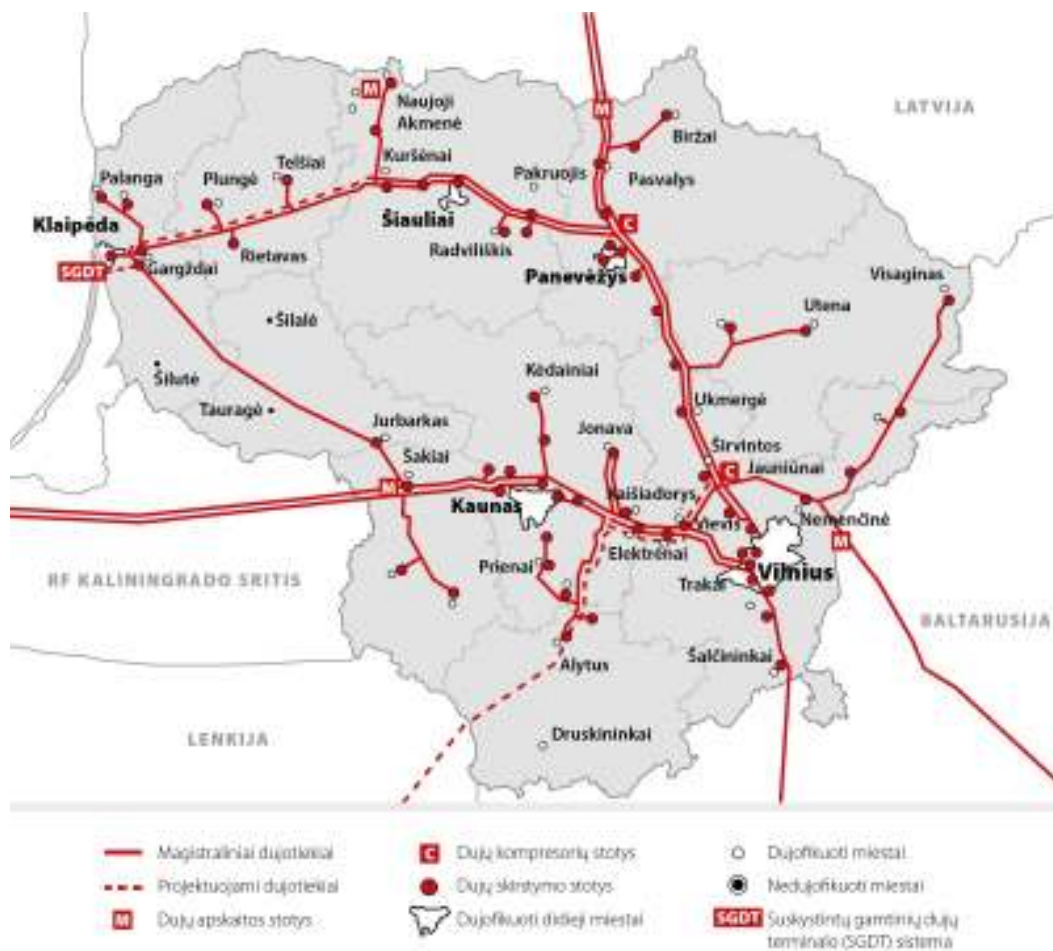 LATVIJA
M
M
Naujoji
Akmenė
Biržai
Telšiai
Kuršėnai
Palanga
Plungė
Pakruojis
Pasvalys
Klaipėda
Šiauliai
C
Rietavas
Radviliškis
Gargždai
SGDT
Panevėžys
Visaginas
Šilalė
Utena
Šilutė
Kėdainiai
Tauragė
Ukmergė
Jurbarkas
Jonava
Širvintos
Šakiai
C
Jauniūnai
M
Kaunas
Kaišiadorys
Vievis
Nemenčinė
M
Elektrėnai
Prienai
Vilnius
RF KALININGRADO SRITIS
Trakai
BALTARUSIJA
Alytus
Šalčininkai
LENKIJA
Druskininkai
Magistraliniai dujotiekiai
C Dujų kompresorių stotys
Dujofikuoti miestai
Projektuojami dujotiekiai
Dujų skirstymo stotys
Nedujofikuoti miestai
M Dujų apskaitos stotys
Dujofikuoti didieji miestai
SGDT Suskystintų gamtinių dujų
terminalo (SGDT) sistema